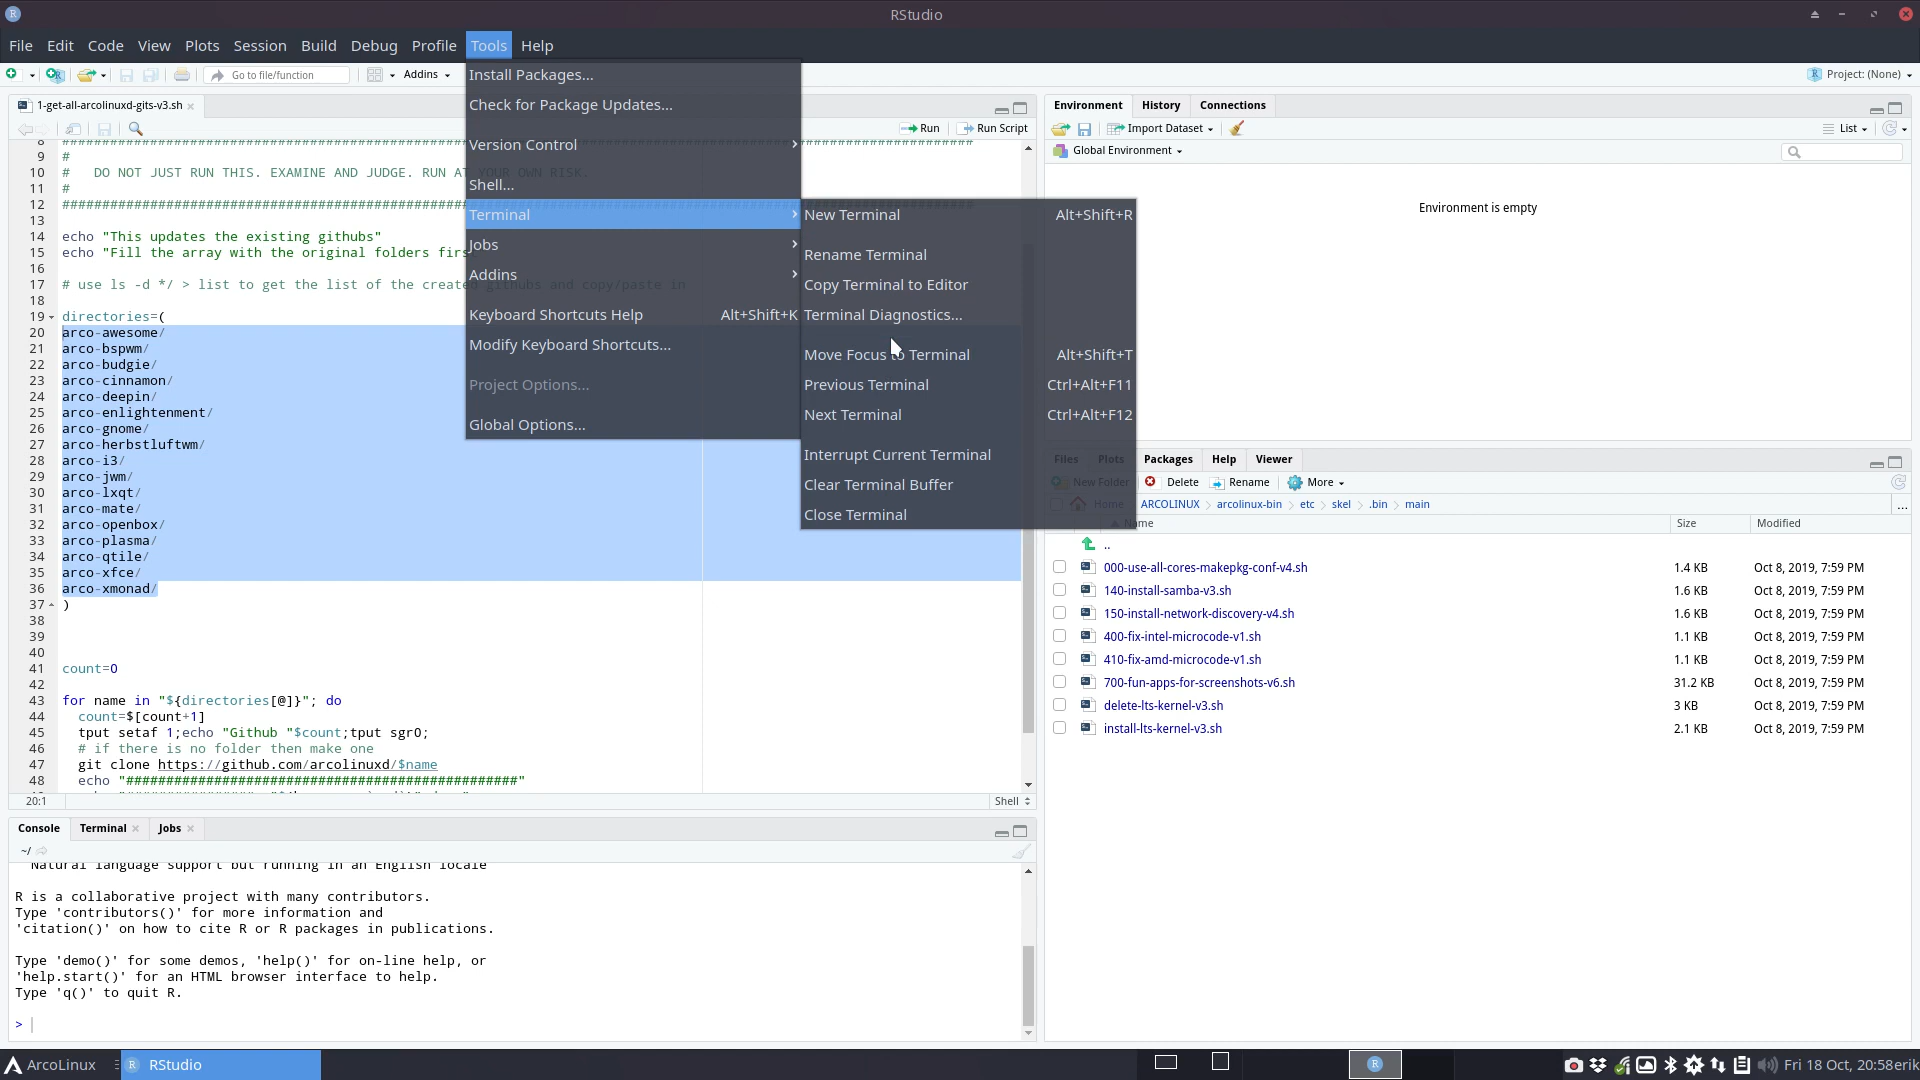 RStudio
File Edit Code View Plots Session Build Debug Profile Tools Help
Go to file/function Addins Project: (None)
1-get-all-arcolinuxd-gits-v3.sh
Run Run Script
8 ####
9 #
10 # DO NOT JUST RUN THIS. EXAMINE AND JUDGE. RUN AT YOUR OWN RISK.
11 #
12 ####
13
14 echo "This updates the existing githubs"
15 echo "Fill the array with the original folders firs
16
17 # use ls -d */ > list to get the list of the created githubs and copy/paste in
18
19 directories=(
20 arco-awesome/
21 arco-bspwm/
22 arco-budgie/
23 arco-cinnamon/
24 arco-deepin/
25 arco-enlightenment/
26 arco-gnome/
27 arco-herbstluftwm/
28 arco-i3/
29 arco-jwm/
30 arco-lxqt/
31 arco-mate/
32 arco-openbox/
33 arco-plasma/
34 arco-qtile/
35 arco-xfce/
36 arco-xmonad/
37 )
38
39
40
41 count=0
42
43 for name in "${directories[@]}"; do
44 count=$[count+1]
45 tput setaf 1;echo "Github "$count;tput sgr0;
46 # if there is no folder then make one
47 git clone https://github.com/arcolinuxd/$name
48 echo "#################################################"
20:1 Shell
Install Packages...
Check for Package Updates...
Version Control
Shell...
Terminal
Jobs
Addins
Keyboard Shortcuts Help Alt+Shift+K
Modify Keyboard Shortcuts...
Project Options...
Global Options...
New Terminal Alt+Shift+R
Rename Terminal
Copy Terminal to Editor
Terminal Diagnostics...
Move Focus to Terminal Alt+Shift+T
Previous Terminal Ctrl+Alt+F11
Next Terminal Ctrl+Alt+F12
Interrupt Current Terminal
Clear Terminal Buffer
Close Terminal
Console Terminal Jobs
~/
Natural language support but running in an English locale
R is a collaborative project with many contributors.
Type 'contributors()' for more information and
'citation()' on how to cite R or R packages in publications.
Type 'demo()' for some demos, 'help()' for on-line help, or
'help.start()' for an HTML browser interface to help.
Type 'q()' to quit R.
>
Environment History Connections
Import Dataset List
Global Environment
Environment is empty
Files Plots Packages Help Viewer
New Folder Delete Rename More
Home ARCOLINUX arcolinux-bin etc skel .bin main ...
Name Size Modified
..
000-use-all-cores-makepkg-conf-v4.sh 1.4 KB Oct 8, 2019, 7:59 PM
140-install-samba-v3.sh 1.6 KB Oct 8, 2019, 7:59 PM
150-install-network-discovery-v4.sh 1.6 KB Oct 8, 2019, 7:59 PM
400-fix-intel-microcode-v1.sh 1.1 KB Oct 8, 2019, 7:59 PM
410-fix-amd-microcode-v1.sh 1.1 KB Oct 8, 2019, 7:59 PM
700-fun-apps-for-screenshots-v6.sh 31.2 KB Oct 8, 2019, 7:59 PM
delete-lts-kernel-v3.sh 3 KB Oct 8, 2019, 7:59 PM
install-lts-kernel-v3.sh 2.1 KB Oct 8, 2019, 7:59 PM
ArcoLinux RStudio Fri 18 Oct, 20:58 erik